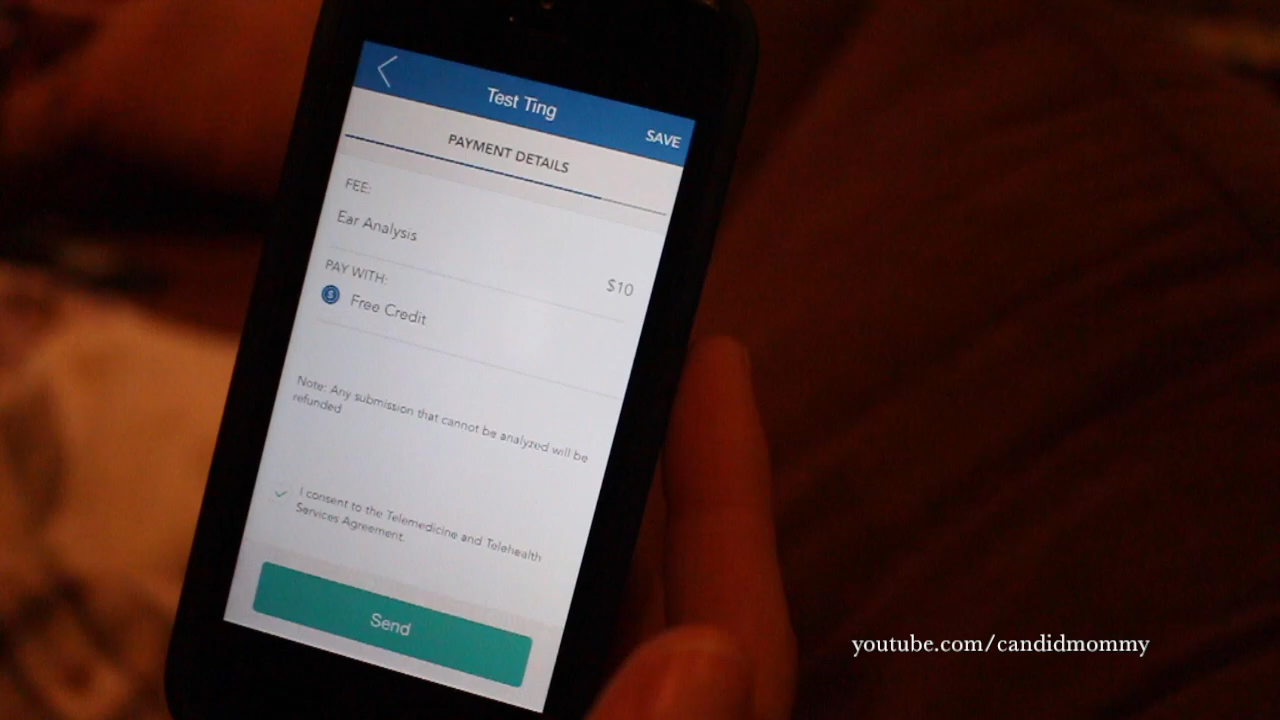 Test Ting
SAVE
PAYMENT DETAILS
FEE:
Ear Analysis
$10
PAY WITH:
Free Credit
Note: Any submission that cannot be analyzed will be
refunded
I consent to the Telemedicine and Telehealth
Services Agreement.
Send
youtube.com/candidmommy